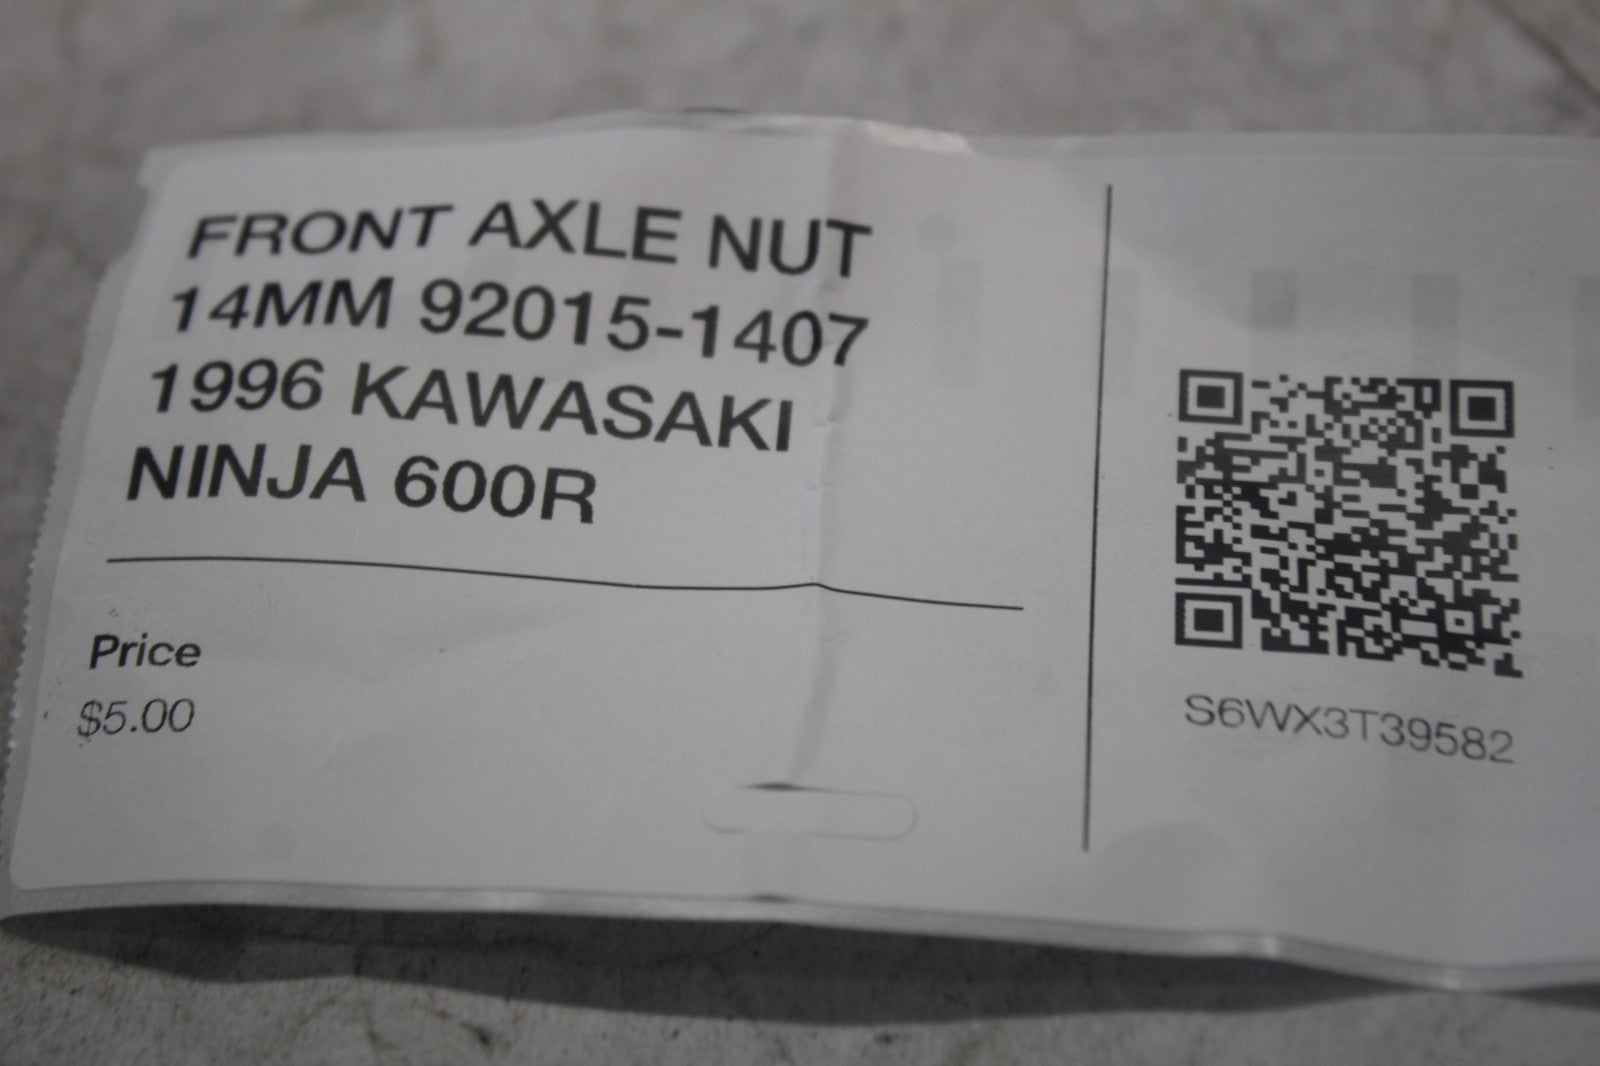 FRONT AXLE NUT
14MM 92015-1407
1996 KAWASAKI
NINJA 600R
Price
$5.00
S6WX3T39582